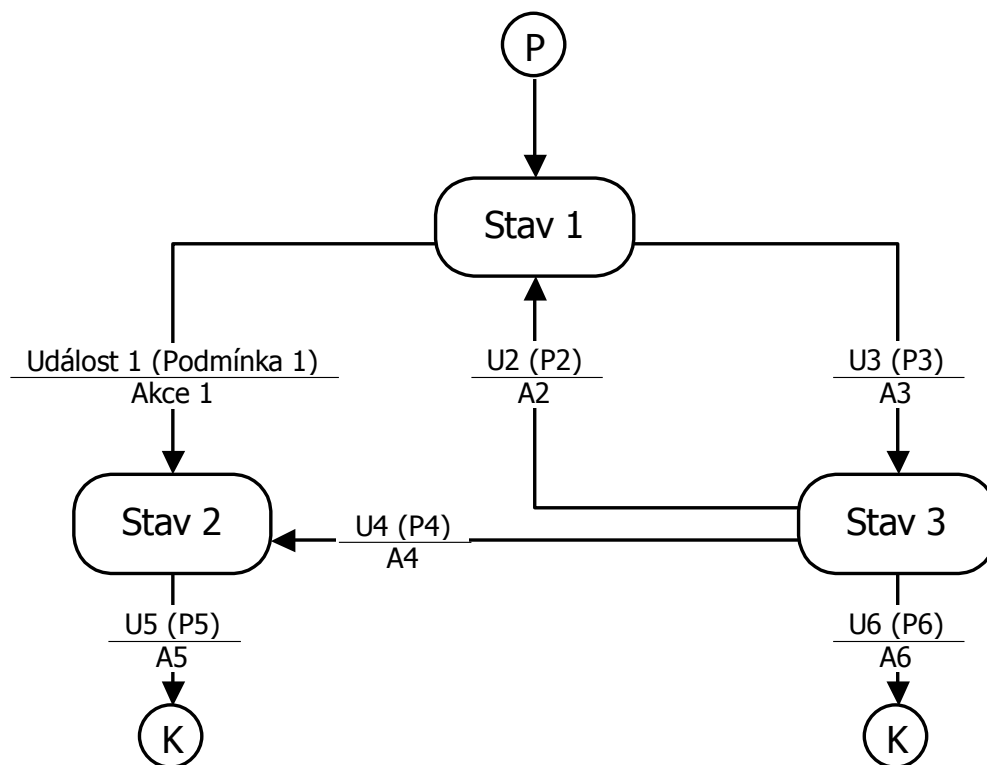 P
Stav 1
Událost 1 (Podmínka 1)
Akce 1
U2 (P2)
A2
U3 (P3)
A3
Stav 2
U4 (P4)
A4
Stav 3
U5 (P5)
A5
U6 (P6)
A6
K
K